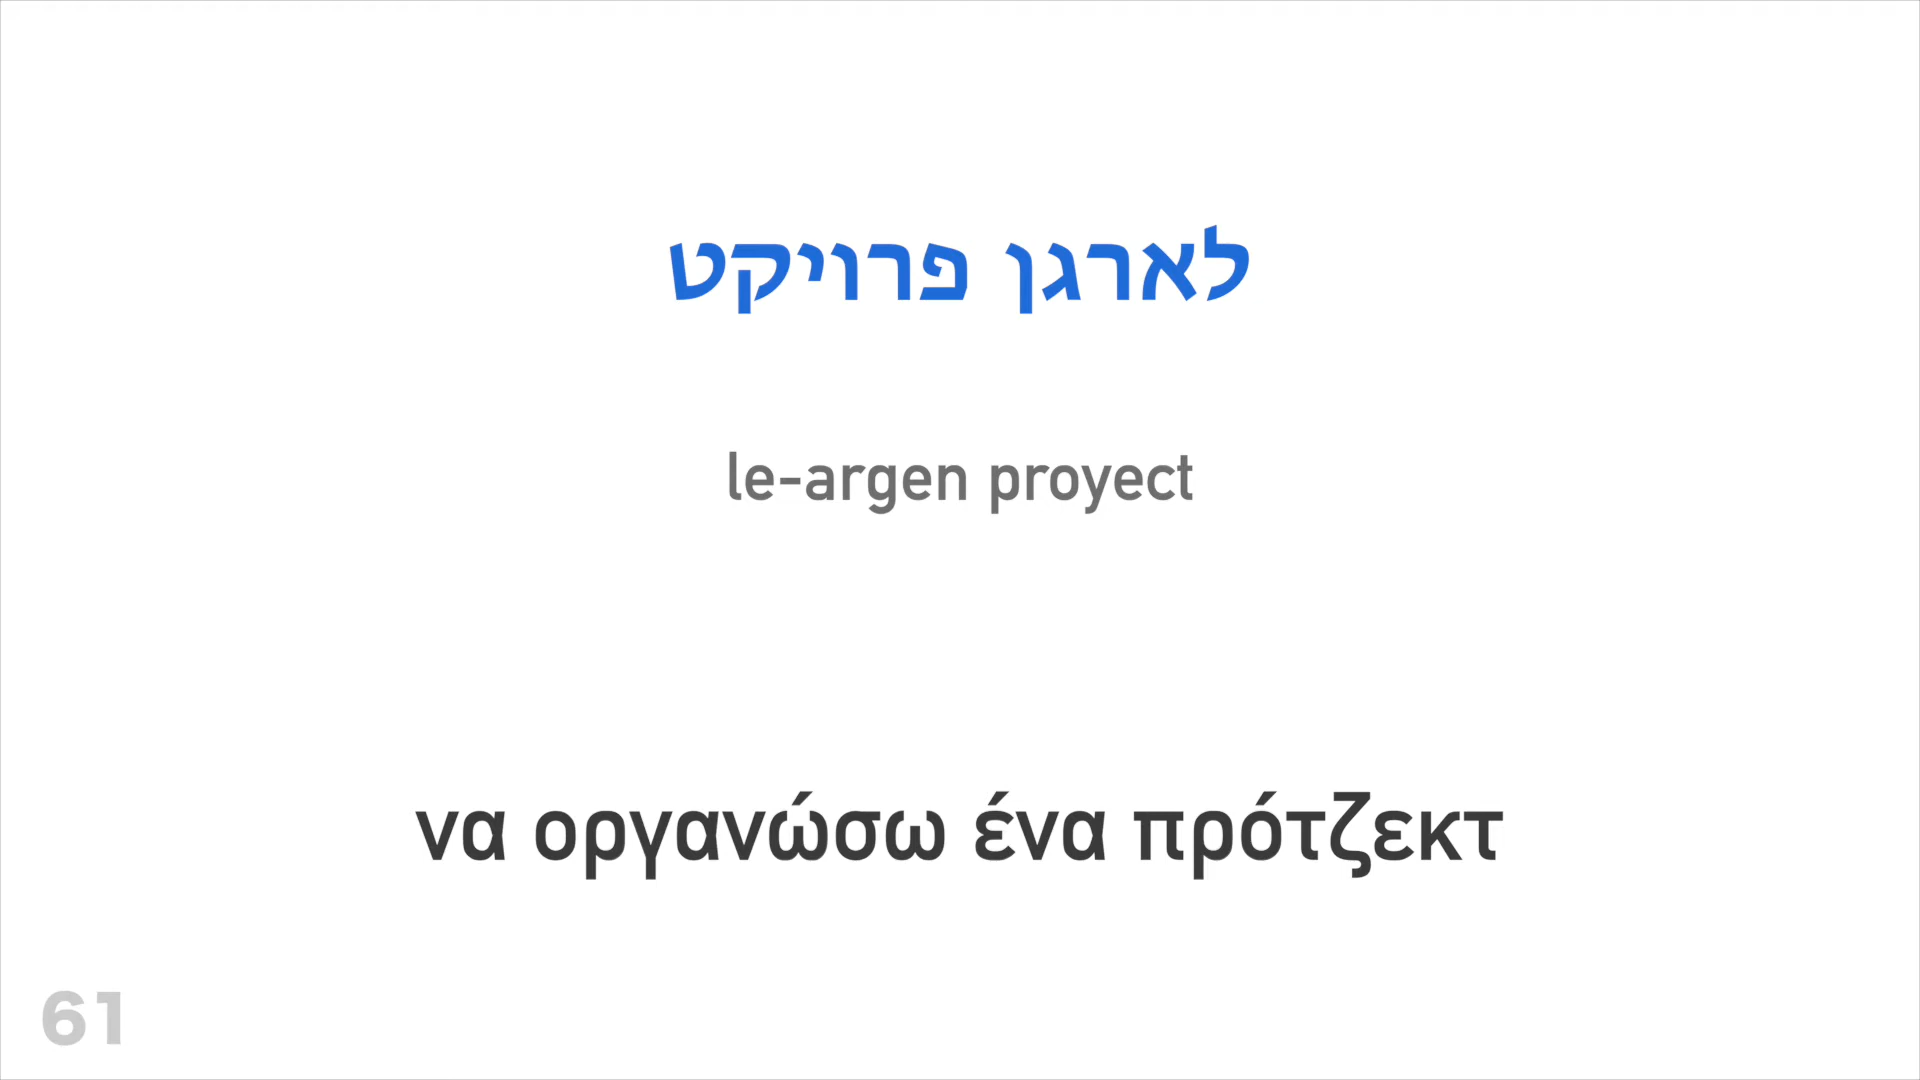 לארגן פרויקט
le-argen proyect
να οργανώσω ένα πρότζεκτ
61